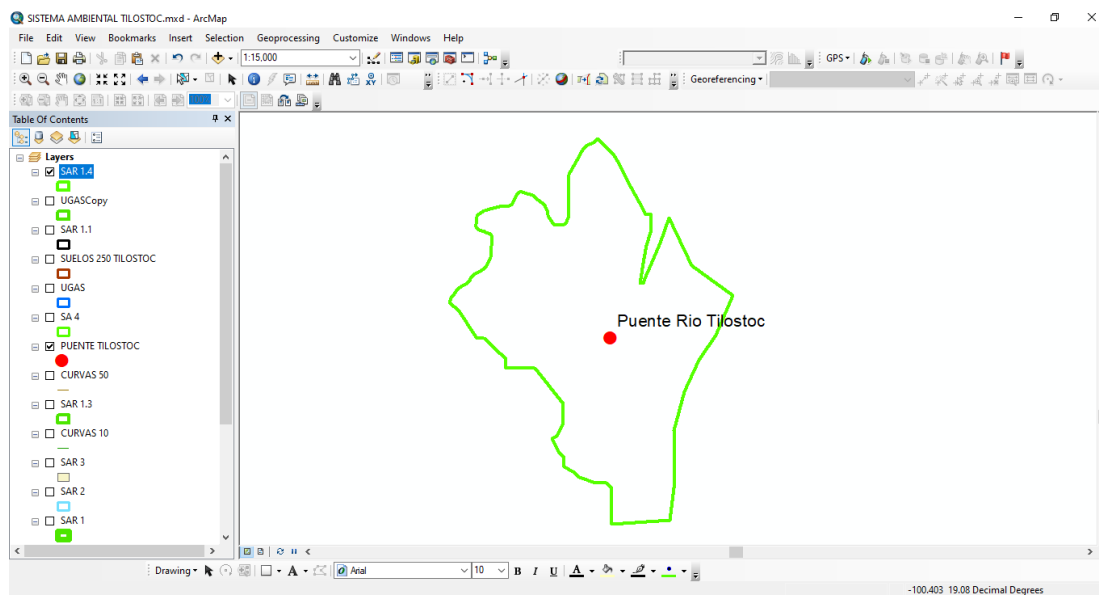 SISTEMA AMBIENTAL TILOSTOC.mxd - ArcMap
File Edit View Bookmarks Insert Selection Geoprocessing Customize Windows Help
1:15,000
GPS
Georeferencing
Table Of Contents
Layers
SAR 1.4
UGASCopy
SAR 1.1
SUELOS 250 TILOSTOC
UGAS
SA 4
PUENTE TILOSTOC
CURVAS 50
SAR 1.3
CURVAS 10
SAR 3
SAR 2
SAR 1
Puente Rio Tilostoc
Drawing A Arial 10 B I U A
-100.403 19.08 Decimal Degrees